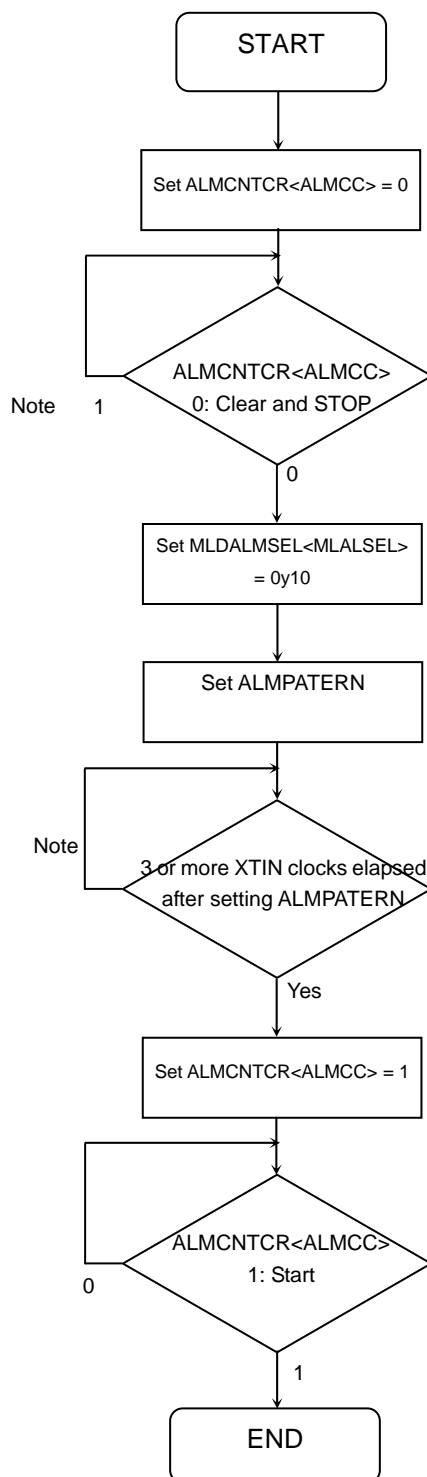 START
Set ALMCNTCR<ALMCC> = 0
ALMCNTCR<ALMCC>
0: Clear and STOP
Note 1
0
Set MLDALMSEL<MLALSEL>
= 0y10
Set ALMPATERN
Note
3 or more XTIN clocks elapsed
after setting ALMPATERN
Yes
Set ALMCNTCR<ALMCC> = 1
ALMCNTCR<ALMCC>
1: Start
0
1
END